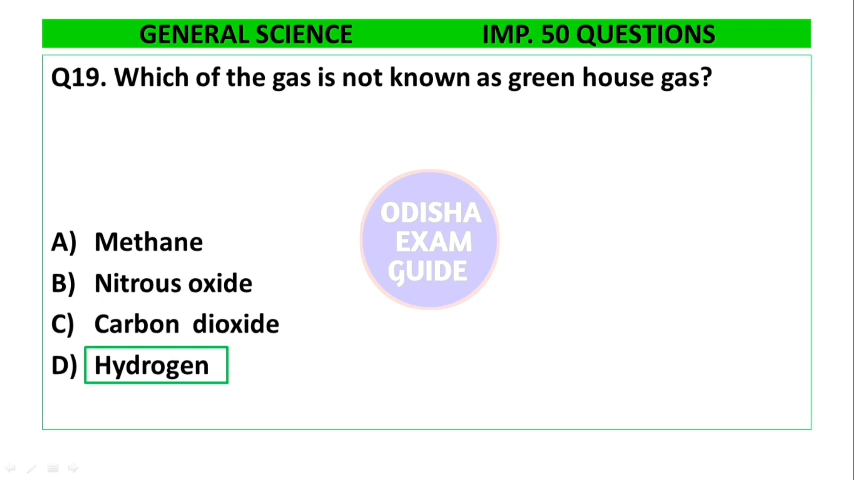 GENERAL SCIENCE IMP. 50 QUESTIONS
Q19. Which of the gas is not known as green house gas?
ODISHA
EXAM
GUIDE
A) Methane
B) Nitrous oxide
C) Carbon dioxide
D) Hydrogen